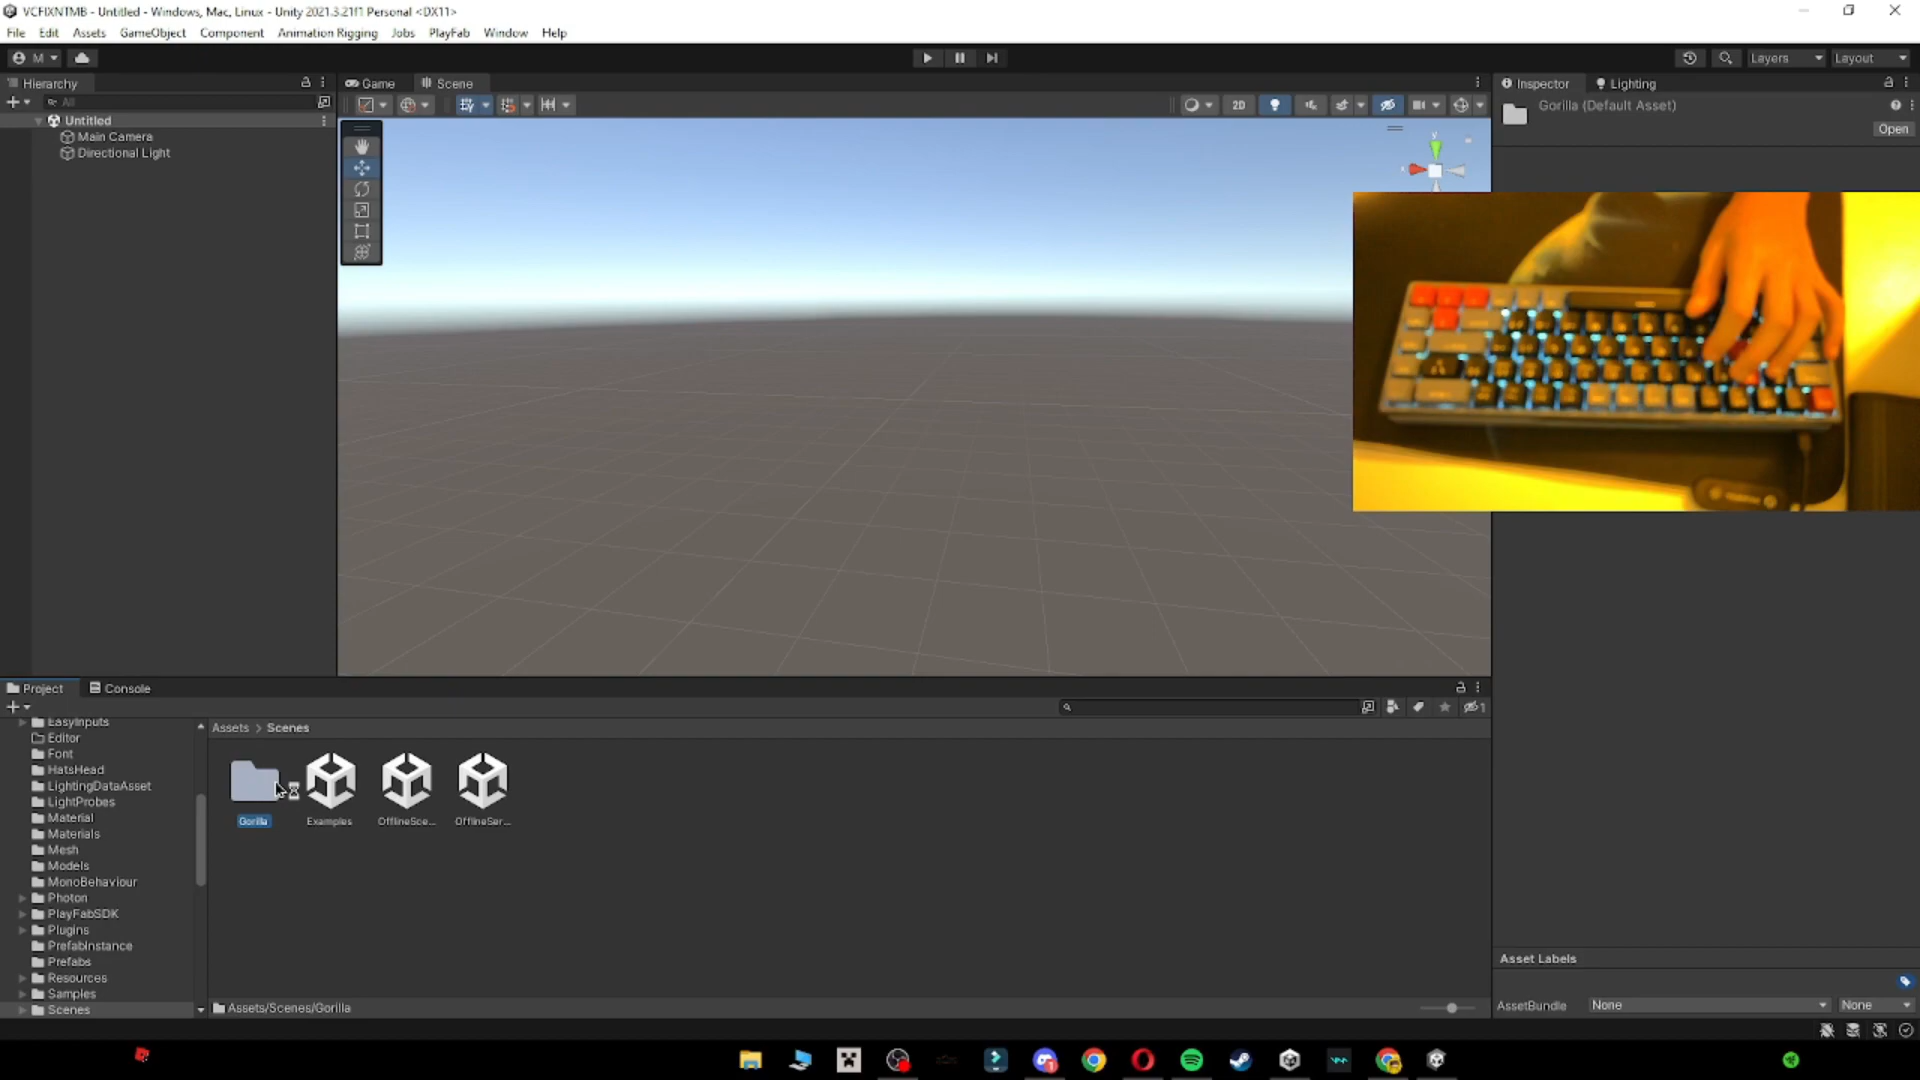 VCFIXNTMB - Untitled - Windows, Mac, Linux - Unity 2021.3.21f1 Personal <DX11>
File Edit Assets GameObject Component Animation Rigging Jobs PlayFab Window Help
M
Layers Layout
Hierarchy
Game Scene
Inspector Lighting
All
2D
Gorilla (Default Asset)
Open
Untitled
Main Camera
Directional Light
y
x
Project Console
1
EasyInputs
Editor
Font
HatsHead
LightingDataAsset
LightProbes
Material
Materials
Mesh
Models
MonoBehaviour
Photon
PlayFabSDK
Plugins
PrefabInstance
Prefabs
Resources
Samples
Scenes
Assets > Scenes
Gorilla Examples OfflineSce... OfflineSer...
Assets/Scenes/Gorilla
Asset Labels
AssetBundle None None